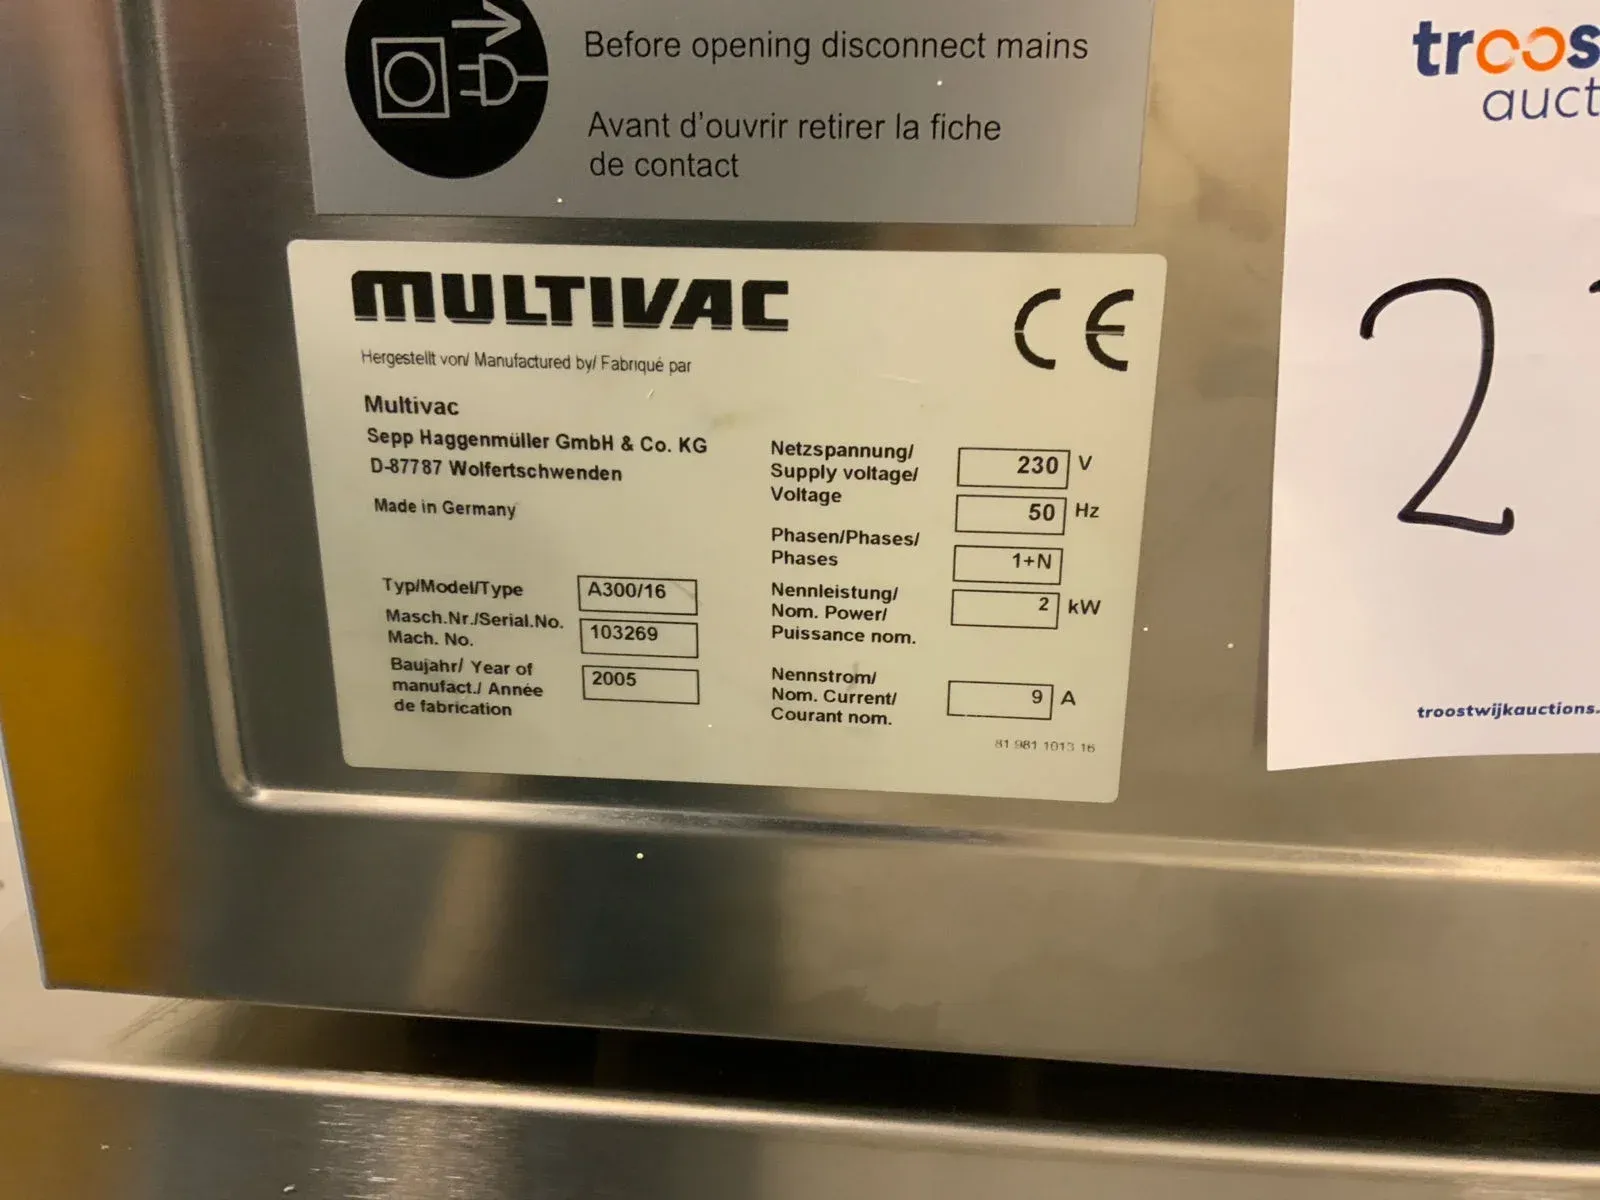 Before opening disconnect mains
Avant d'ouvrir retirer la fiche
de contact
MULTIVAC
CE
Hergestellt von/ Manufactured by/ Fabriqué par
Multivac
Sepp Haggenmüller GmbH & Co. KG
D-87787 Wolfertschwenden
Made in Germany
Typ/Model/Type
A300/16
Masch.Nr./Serial.No.
Mach. No.
103269
Baujahr/ Year of
manufact./ Année
de fabrication
2005
Netzspannung/
Supply voltage/
Voltage
230 V
50 Hz
Phasen/Phases/
Phases
1+N
Nennleistung/
Nom. Power/
Puissance nom.
2 kW
Nennstrom/
Nom. Current/
Courant nom.
9 A
81 981 1013 16
troos
auct
2
troostwijkauctions.